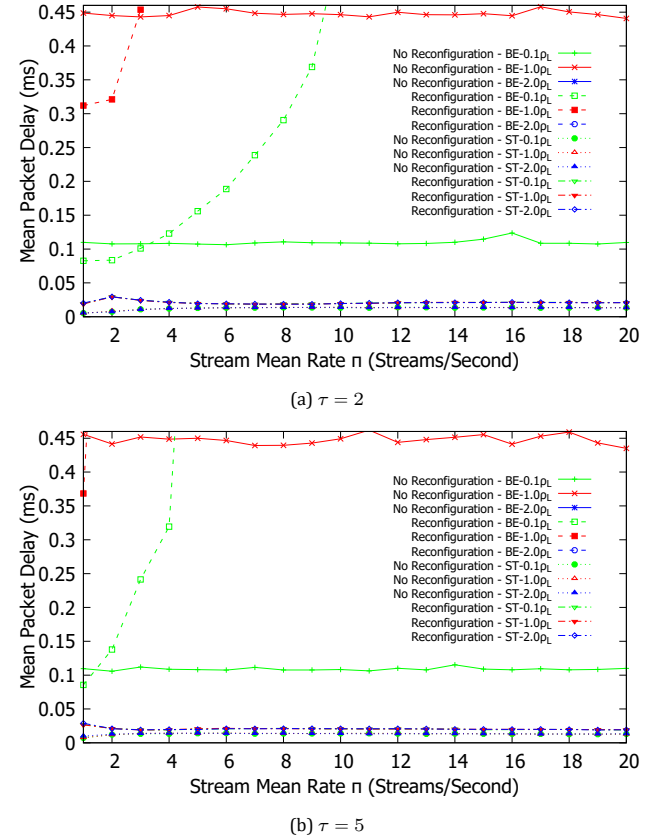 0.45
0.4
0.35
0.3
0.25
0.2
0.15
0.1
0.05
0
Mean Packet Delay (ms)
No Reconfiguration - BE-0.1ρL
No Reconfiguration - BE-1.0ρL
No Reconfiguration - BE-2.0ρL
Reconfiguration - BE-0.1ρL
Reconfiguration - BE-1.0ρL
Reconfiguration - BE-2.0ρL
No Reconfiguration - ST-0.1ρL
No Reconfiguration - ST-1.0ρL
No Reconfiguration - ST-2.0ρL
Reconfiguration - ST-0.1ρL
Reconfiguration - ST-1.0ρL
Reconfiguration - ST-2.0ρL
2 4 6 8 10 12 14 16 18 20
Stream Mean Rate π (Streams/Second)
(a) τ = 2
0.45
0.4
0.35
0.3
0.25
0.2
0.15
0.1
0.05
0
Mean Packet Delay (ms)
No Reconfiguration - BE-0.1ρL
No Reconfiguration - BE-1.0ρL
No Reconfiguration - BE-2.0ρL
Reconfiguration - BE-0.1ρL
Reconfiguration - BE-1.0ρL
Reconfiguration - BE-2.0ρL
No Reconfiguration - ST-0.1ρL
No Reconfiguration - ST-1.0ρL
No Reconfiguration - ST-2.0ρL
Reconfiguration - ST-0.1ρL
Reconfiguration - ST-1.0ρL
Reconfiguration - ST-2.0ρL
2 4 6 8 10 12 14 16 18 20
Stream Mean Rate π (Streams/Second)
(b) τ = 5